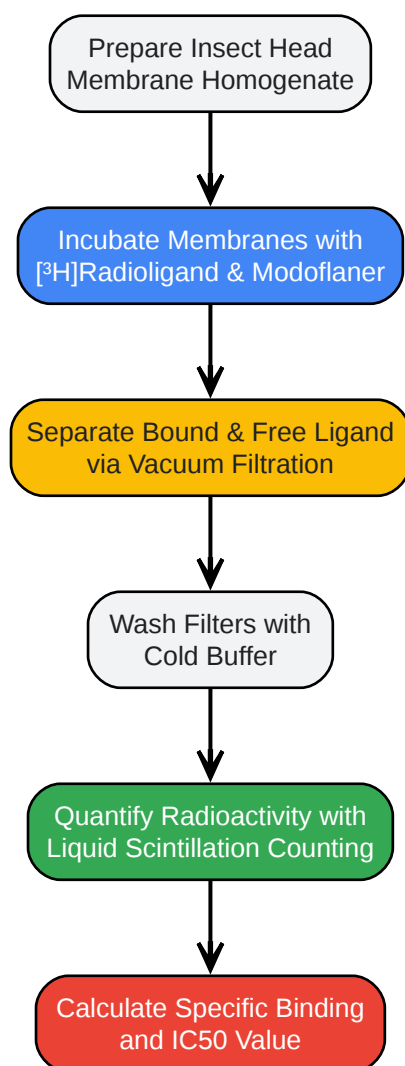 Prepare Insect Head
Membrane Homogenate
Incubate Membranes with
[³H]Radioligand & Modoflaner
Separate Bound & Free Ligand
via Vacuum Filtration
Wash Filters with
Cold Buffer
Quantify Radioactivity with
Liquid Scintillation Counting
Calculate Specific Binding
and IC50 Value